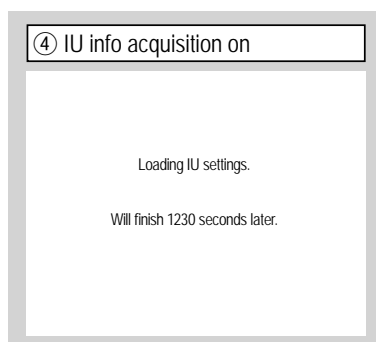 ④ IU info acquisition on
Loading IU settings.
Will finish 1230 seconds later.